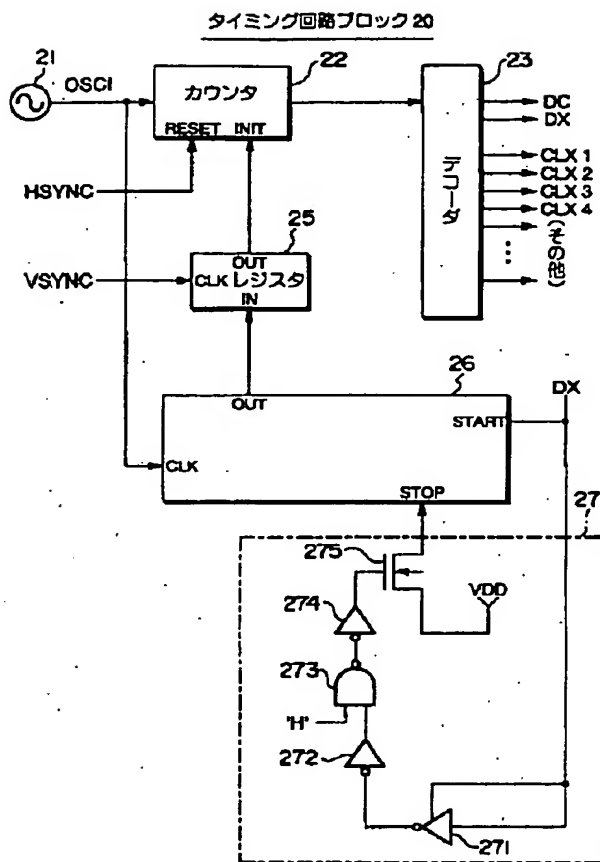 タイミング回路ブロック 20
21
OSCI
22
カウンタ
RESET INIT
23
デコーダ
DC
DX
CLX 1
CLX 2
CLX 3
CLX 4
(その他)
HSYNC
25
OUT
CLK レジスタ
IN
VSYNC
26
OUT
START
CLK
STOP
DX
27
275
VDD
274
273
'H'
272
271